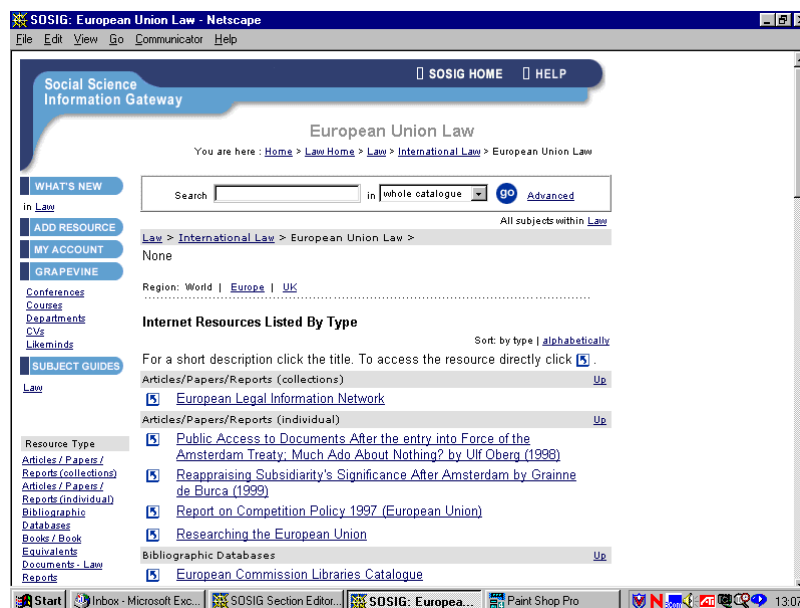 SOSIG: European Union Law - Netscape
File Edit View Go Communicator Help
SOSIG HOME HELP
Social Science
Information Gateway
European Union Law
You are here : Home > Law Home > Law > International Law > European Union Law
WHAT'S NEW
in Law
ADD RESOURCE
MY ACCOUNT
GRAPEVINE
Conferences
Courses
Departments
CVs
Likeminds
SUBJECT GUIDES
Law
Resource Type
Articles / Papers /
Reports (collections)
Articles / Papers /
Reports (individual)
Bibliographic
Databases
Books / Book
Equivalents
Documents - Law
Reports
Search in whole catalogue go Advanced
All subjects within Law
Law > International Law > European Union Law >
None
Region: World | Europe | UK
Internet Resources Listed By Type
Sort: by type | alphabetically
For a short description click the title. To access the resource directly click .
Articles/Papers/Reports (collections) Up
European Legal Information Network
Articles/Papers/Reports (individual) Up
Public Access to Documents After the entry into Force of the
Amsterdam Treaty; Much Ado About Nothing? by Ulf Oberg (1998)
Reappraising Subsidiarity's Significance After Amsterdam by Grainne
de Burca (1999)
Report on Competition Policy 1997 (European Union)
Researching the European Union
Bibliographic Databases Up
European Commission Libraries Catalogue
Start Inbox - Microsoft Exc... SOSIG Section Editor... SOSIG: Europea... Paint Shop Pro 13:07